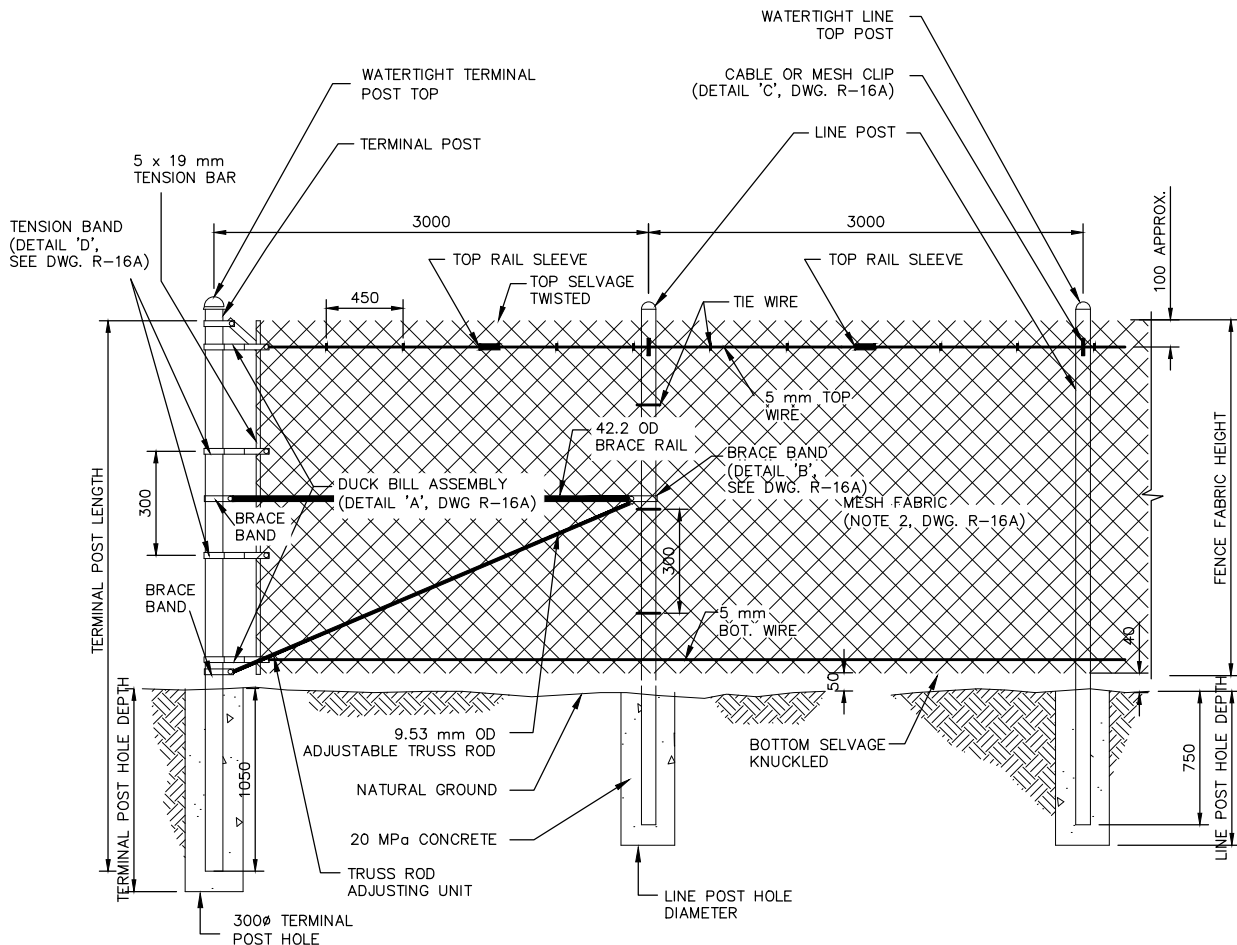 WATERTIGHT LINE
TOP POST
WATERTIGHT TERMINAL
POST TOP
CABLE OR MESH CLIP
(DETAIL 'C', DWG. R-16A)
TERMINAL POST
LINE POST
5 x 19 mm
TENSION BAR
TENSION BAND
(DETAIL 'D',
SEE DWG. R-16A)
3000
3000
100 APPROX.
TOP RAIL SLEEVE
TOP SELVAGE
TWISTED
TOP RAIL SLEEVE
450
TIE WIRE
5 mm TOP
WIRE
42.2 OD
BRACE RAIL
BRACE BAND
(DETAIL 'B',
SEE DWG. R-16A)
DUCK BILL ASSEMBLY
(DETAIL 'A', DWG R-16A)
MESH FABRIC
(NOTE 2, DWG. R-16A)
BRACE
BAND
300
300
TERMINAL POST LENGTH
FENCE FABRIC HEIGHT
BRACE
BAND
5 mm
BOT. WIRE
40
50
TERMINAL POST HOLE DEPTH
1050
9.53 mm OD
ADJUSTABLE TRUSS ROD
BOTTOM SELVAGE
KNUCKLED
750
LINE POST HOLE DEPTH
NATURAL GROUND
20 MPa CONCRETE
TRUSS ROD
ADJUSTING UNIT
LINE POST HOLE
DIAMETER
300ø TERMINAL
POST HOLE